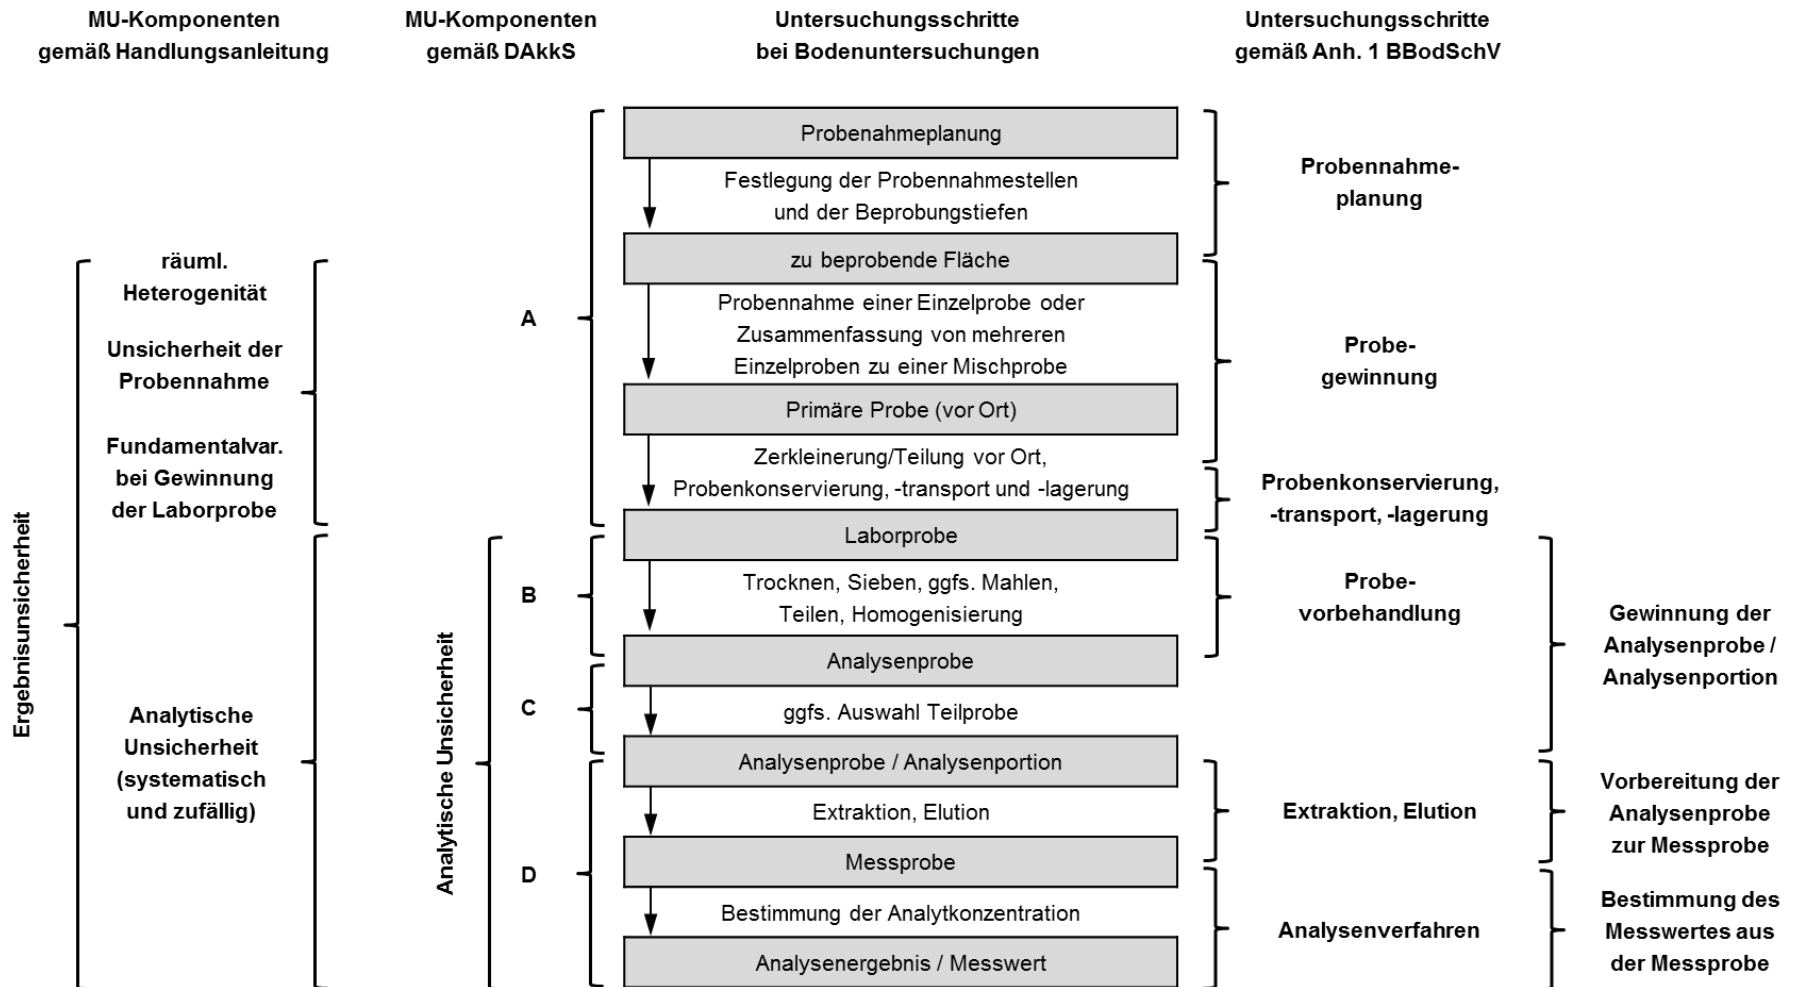 MU-Komponenten
gemäß Handlungsanleitung
MU-Komponenten
gemäß DAkkS
Untersuchungsschritte
bei Bodenuntersuchungen
Untersuchungsschritte
gemäß Anh. 1 BBodSchV
Ergebnisunsicherheit
räuml.
Heterogenität
Unsicherheit der
Probennahme
Fundamentalvar.
bei Gewinnung
der Laborprobe
Analytische
Unsicherheit
(systematisch
und zufällig)
Analytische Unsicherheit
A
B
C
D
Probenahmeplanung
Festlegung der Probennahmestellen
und der Beprobungstiefen
zu beprobende Fläche
Probennahme einer Einzelprobe oder
Zusammenfassung von mehreren
Einzelproben zu einer Mischprobe
Primäre Probe (vor Ort)
Zerkleinerung/Teilung vor Ort,
Probenkonservierung, -transport und -lagerung
Laborprobe
Trocknen, Sieben, ggfs. Mahlen,
Teilen, Homogenisierung
Analysenprobe
ggfs. Auswahl Teilprobe
Analysenprobe / Analysenportion
Extraktion, Elution
Messprobe
Bestimmung der Analytkonzentration
Analysenergebnis / Messwert
Probennahme-
planung
Probe-
gewinnung
Probenkonservierung,
-transport, -lagerung
Probe-
vorbehandlung
Extraktion, Elution
Analysenverfahren
Gewinnung der
Analysenprobe /
Analysenportion
Vorbereitung der
Analysenprobe
zur Messprobe
Bestimmung des
Messwertes aus
der Messprobe